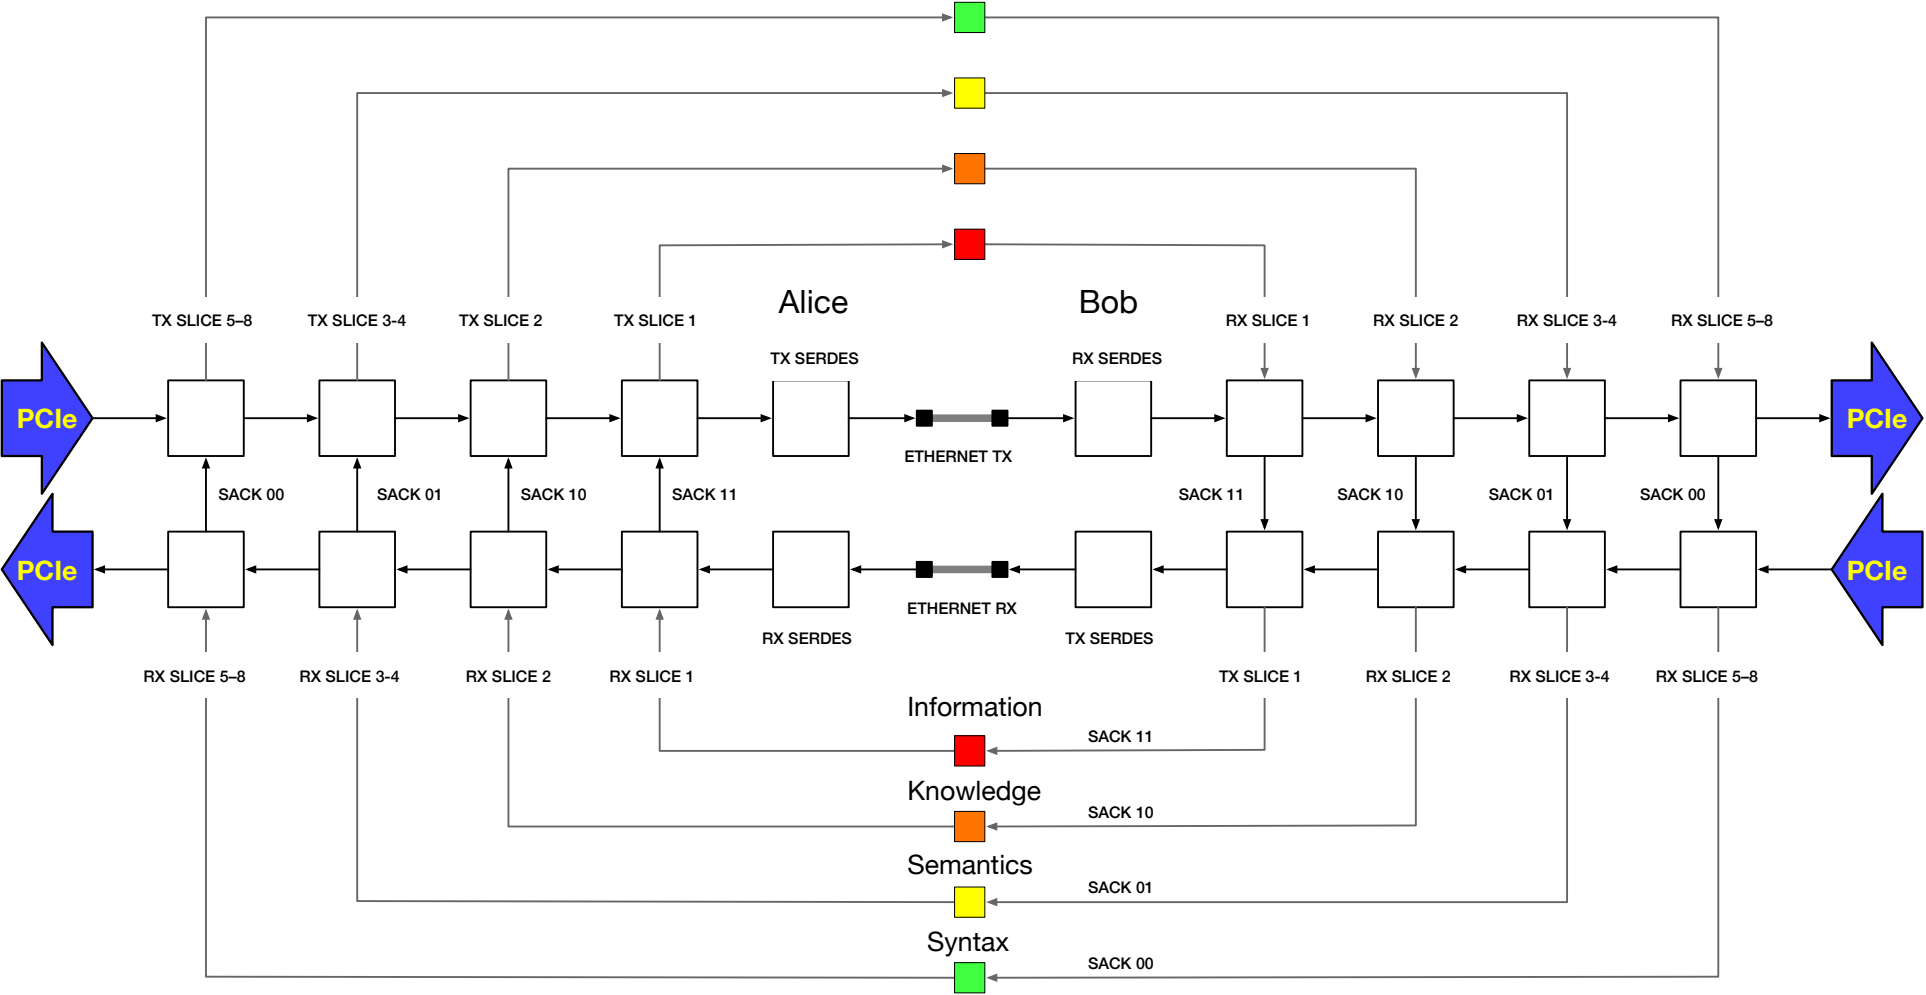 Alice
Bob
TX SLICE 5–8
TX SLICE 3-4
TX SLICE 2
TX SLICE 1
RX SLICE 1
RX SLICE 2
RX SLICE 3-4
RX SLICE 5–8
TX SERDES
RX SERDES
PCIe
PCIe
ETHERNET TX
SACK 00
SACK 01
SACK 10
SACK 11
SACK 11
SACK 10
SACK 01
SACK 00
PCIe
PCIe
ETHERNET RX
RX SERDES
TX SERDES
RX SLICE 5–8
RX SLICE 3-4
RX SLICE 2
RX SLICE 1
TX SLICE 1
RX SLICE 2
RX SLICE 3-4
RX SLICE 5–8
Information
SACK 11
Knowledge
SACK 10
Semantics
SACK 01
Syntax
SACK 00